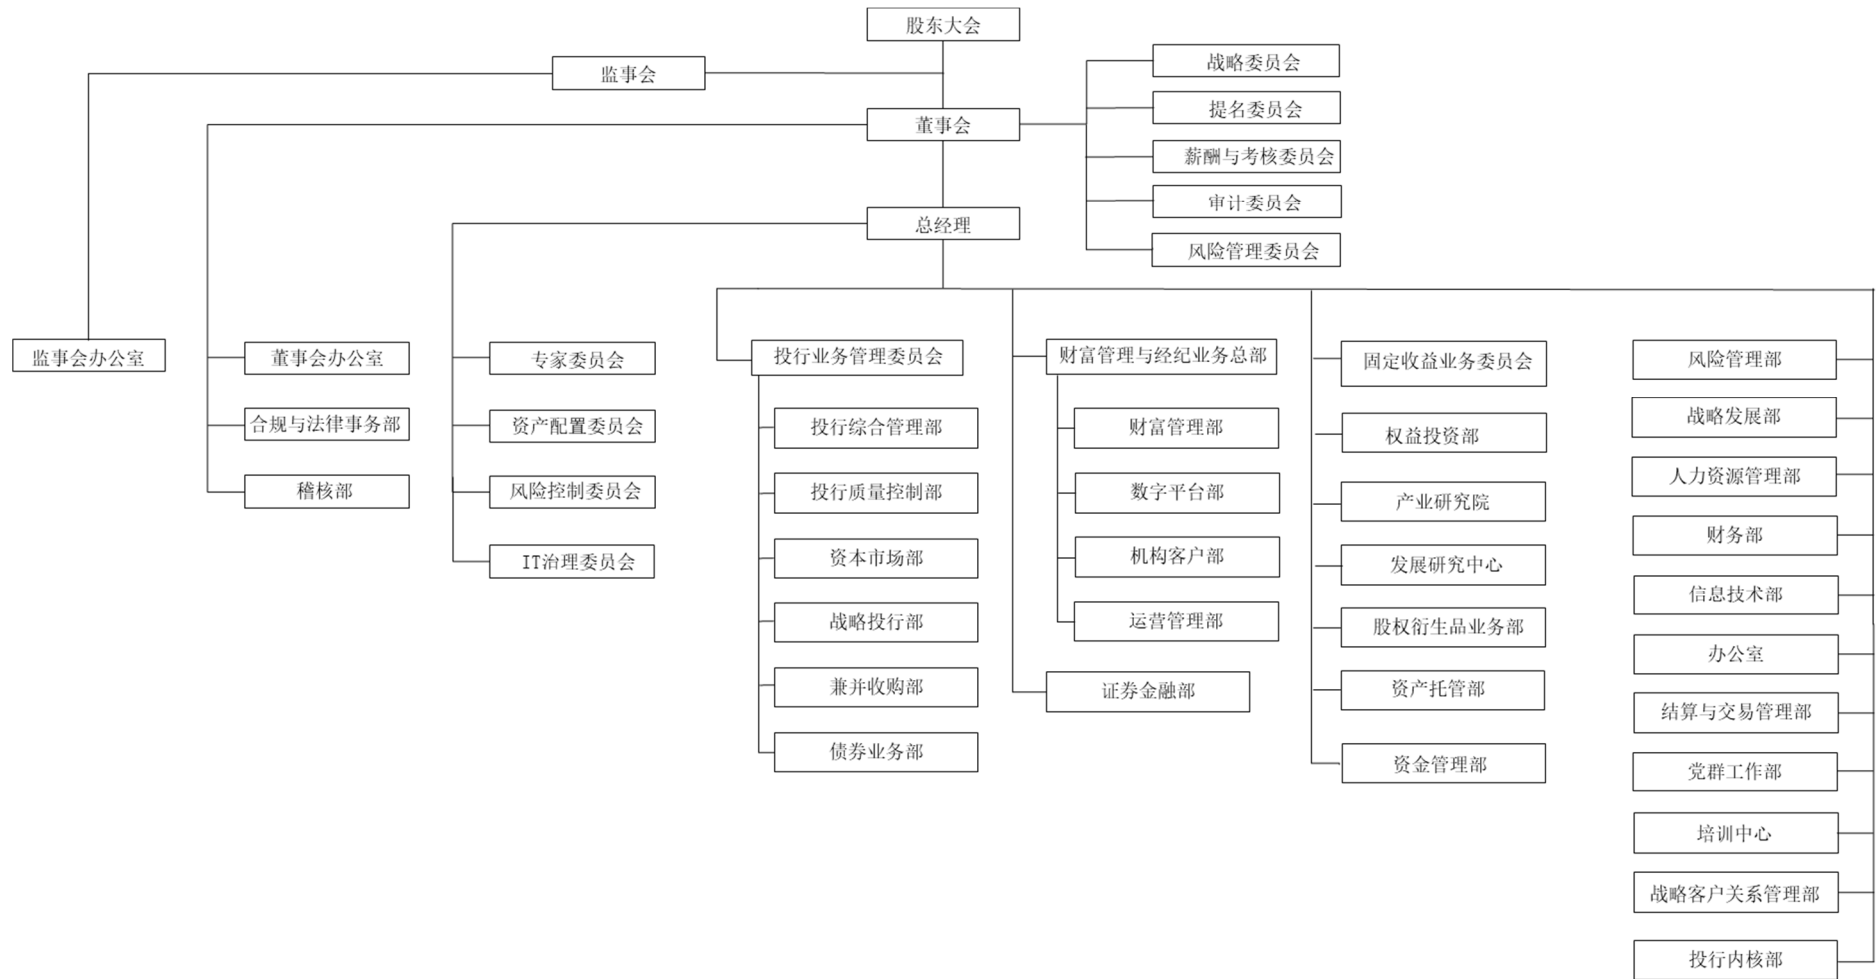 股东大会
监事会
董事会
总经理
战略委员会
提名委员会
薪酬与考核委员会
审计委员会
风险管理委员会
监事会办公室
董事会办公室
合规与法律事务部
稽核部
专家委员会
资产配置委员会
风险控制委员会
IT治理委员会
投行业务管理委员会
投行综合管理部
投行质量控制部
资本市场部
战略投行部
兼并收购部
债券业务部
财富管理与经纪业务总部
财富管理部
数字平台部
机构客户部
运营管理部
证券金融部
固定收益业务委员会
权益投资部
产业研究院
发展研究中心
股权衍生品业务部
资产托管部
资金管理部
风险管理部
战略发展部
人力资源管理部
财务部
信息技术部
办公室
结算与交易管理部
党群工作部
培训中心
战略客户关系管理部
投行内核部